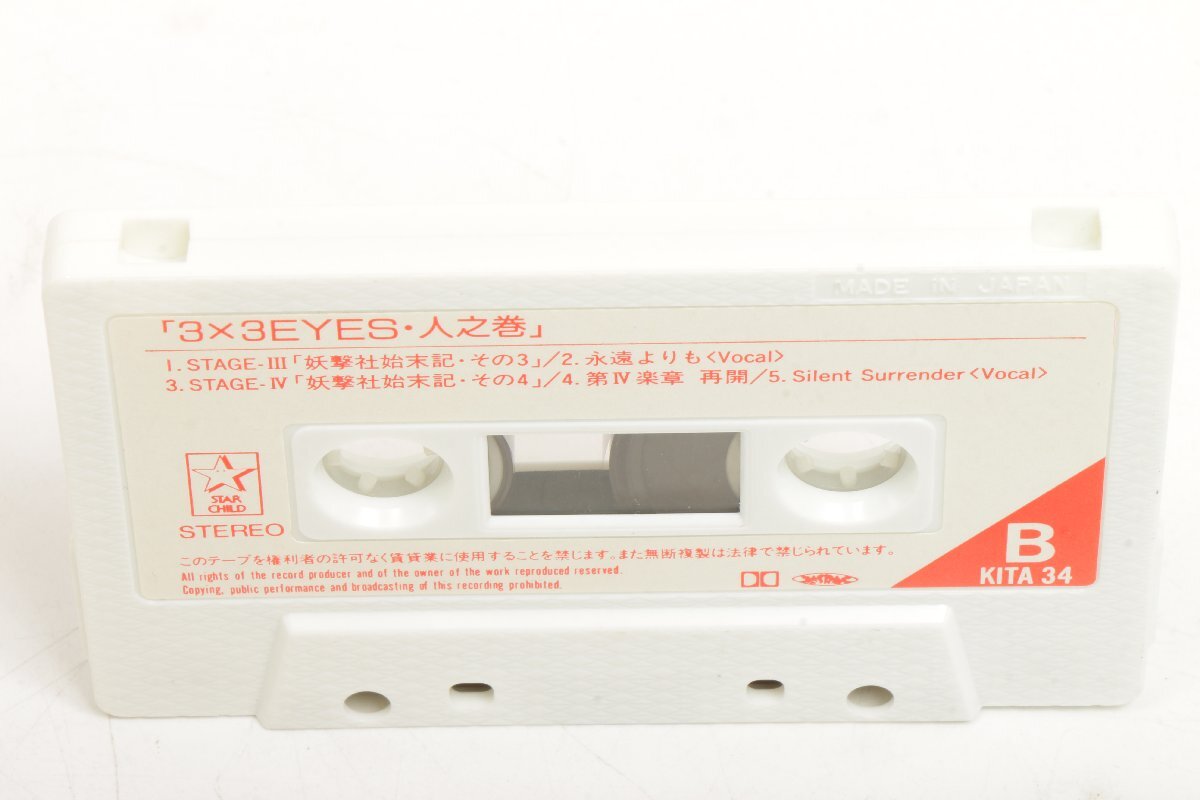 MADE IN JAPAN
「3×3EYES・人之巻」
1. STAGE-III「妖撃社始末記・その3」/2. 永遠よりも<Vocal>
3. STAGE-IV「妖撃社始末記・その4」/4. 第IV楽章 再開/5. Silent Surrender<Vocal>
STAR
CHILD
STEREO
このテープを権利者の許可なく賃貸業に使用することを禁じます。また無断複製は法律で禁じられています。
All rights of the record producer and of the owner of the work reproduced reserved.
Copying, public performance and broadcasting of this recording prohibited.
B
KITA 34